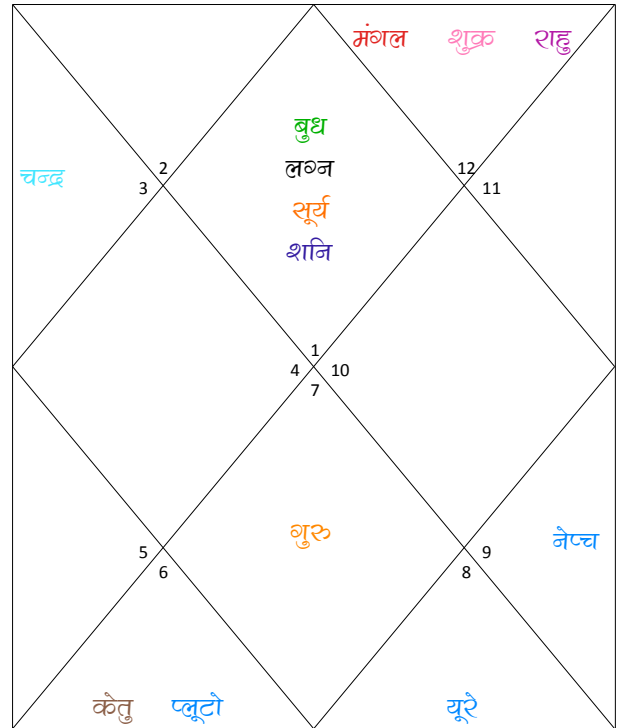 मंगल शुक्र राहु
बुध
लग्न
चन्द्र 2 12
3 11
सूर्य
शनि
1
4 10
7
गुरु
नेप्च
5 9
6 8
केतु प्लूटो यूरे